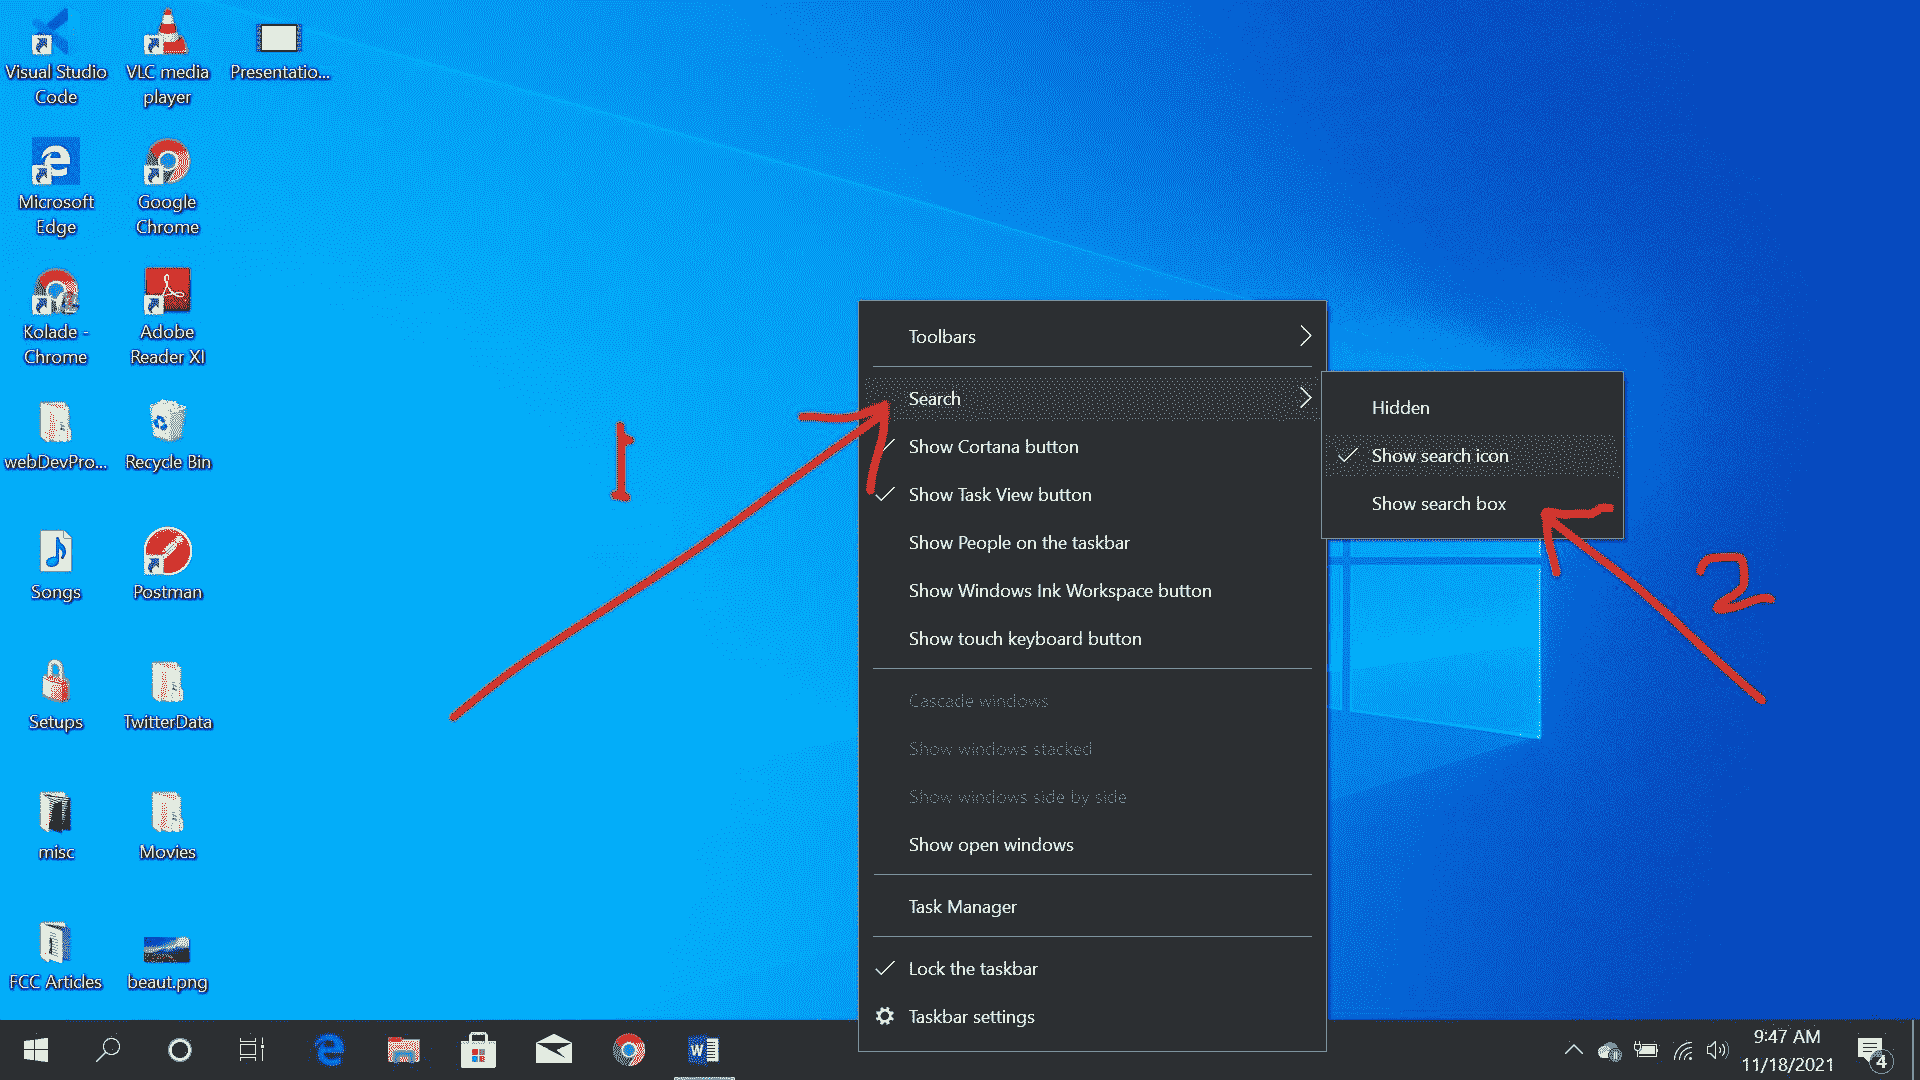 Visual Studio
Code
VLC media
player
Presentatio...
Microsoft
Edge
Google
Chrome
Kolade -
Chrome
Adobe
Reader XI
webDevPro...
Recycle Bin
Songs
Postman
Setups
TwitterData
misc
Movies
FCC Articles
beaut.png
1
Toolbars
Search
Show Cortana button
Show Task View button
Show People on the taskbar
Show Windows Ink Workspace button
Show touch keyboard button
Cascade windows
Show windows stacked
Show windows side by side
Show open windows
Task Manager
Lock the taskbar
Taskbar settings
Hidden
Show search icon
Show search box
2
W
9:47 AM
11/18/2021
4